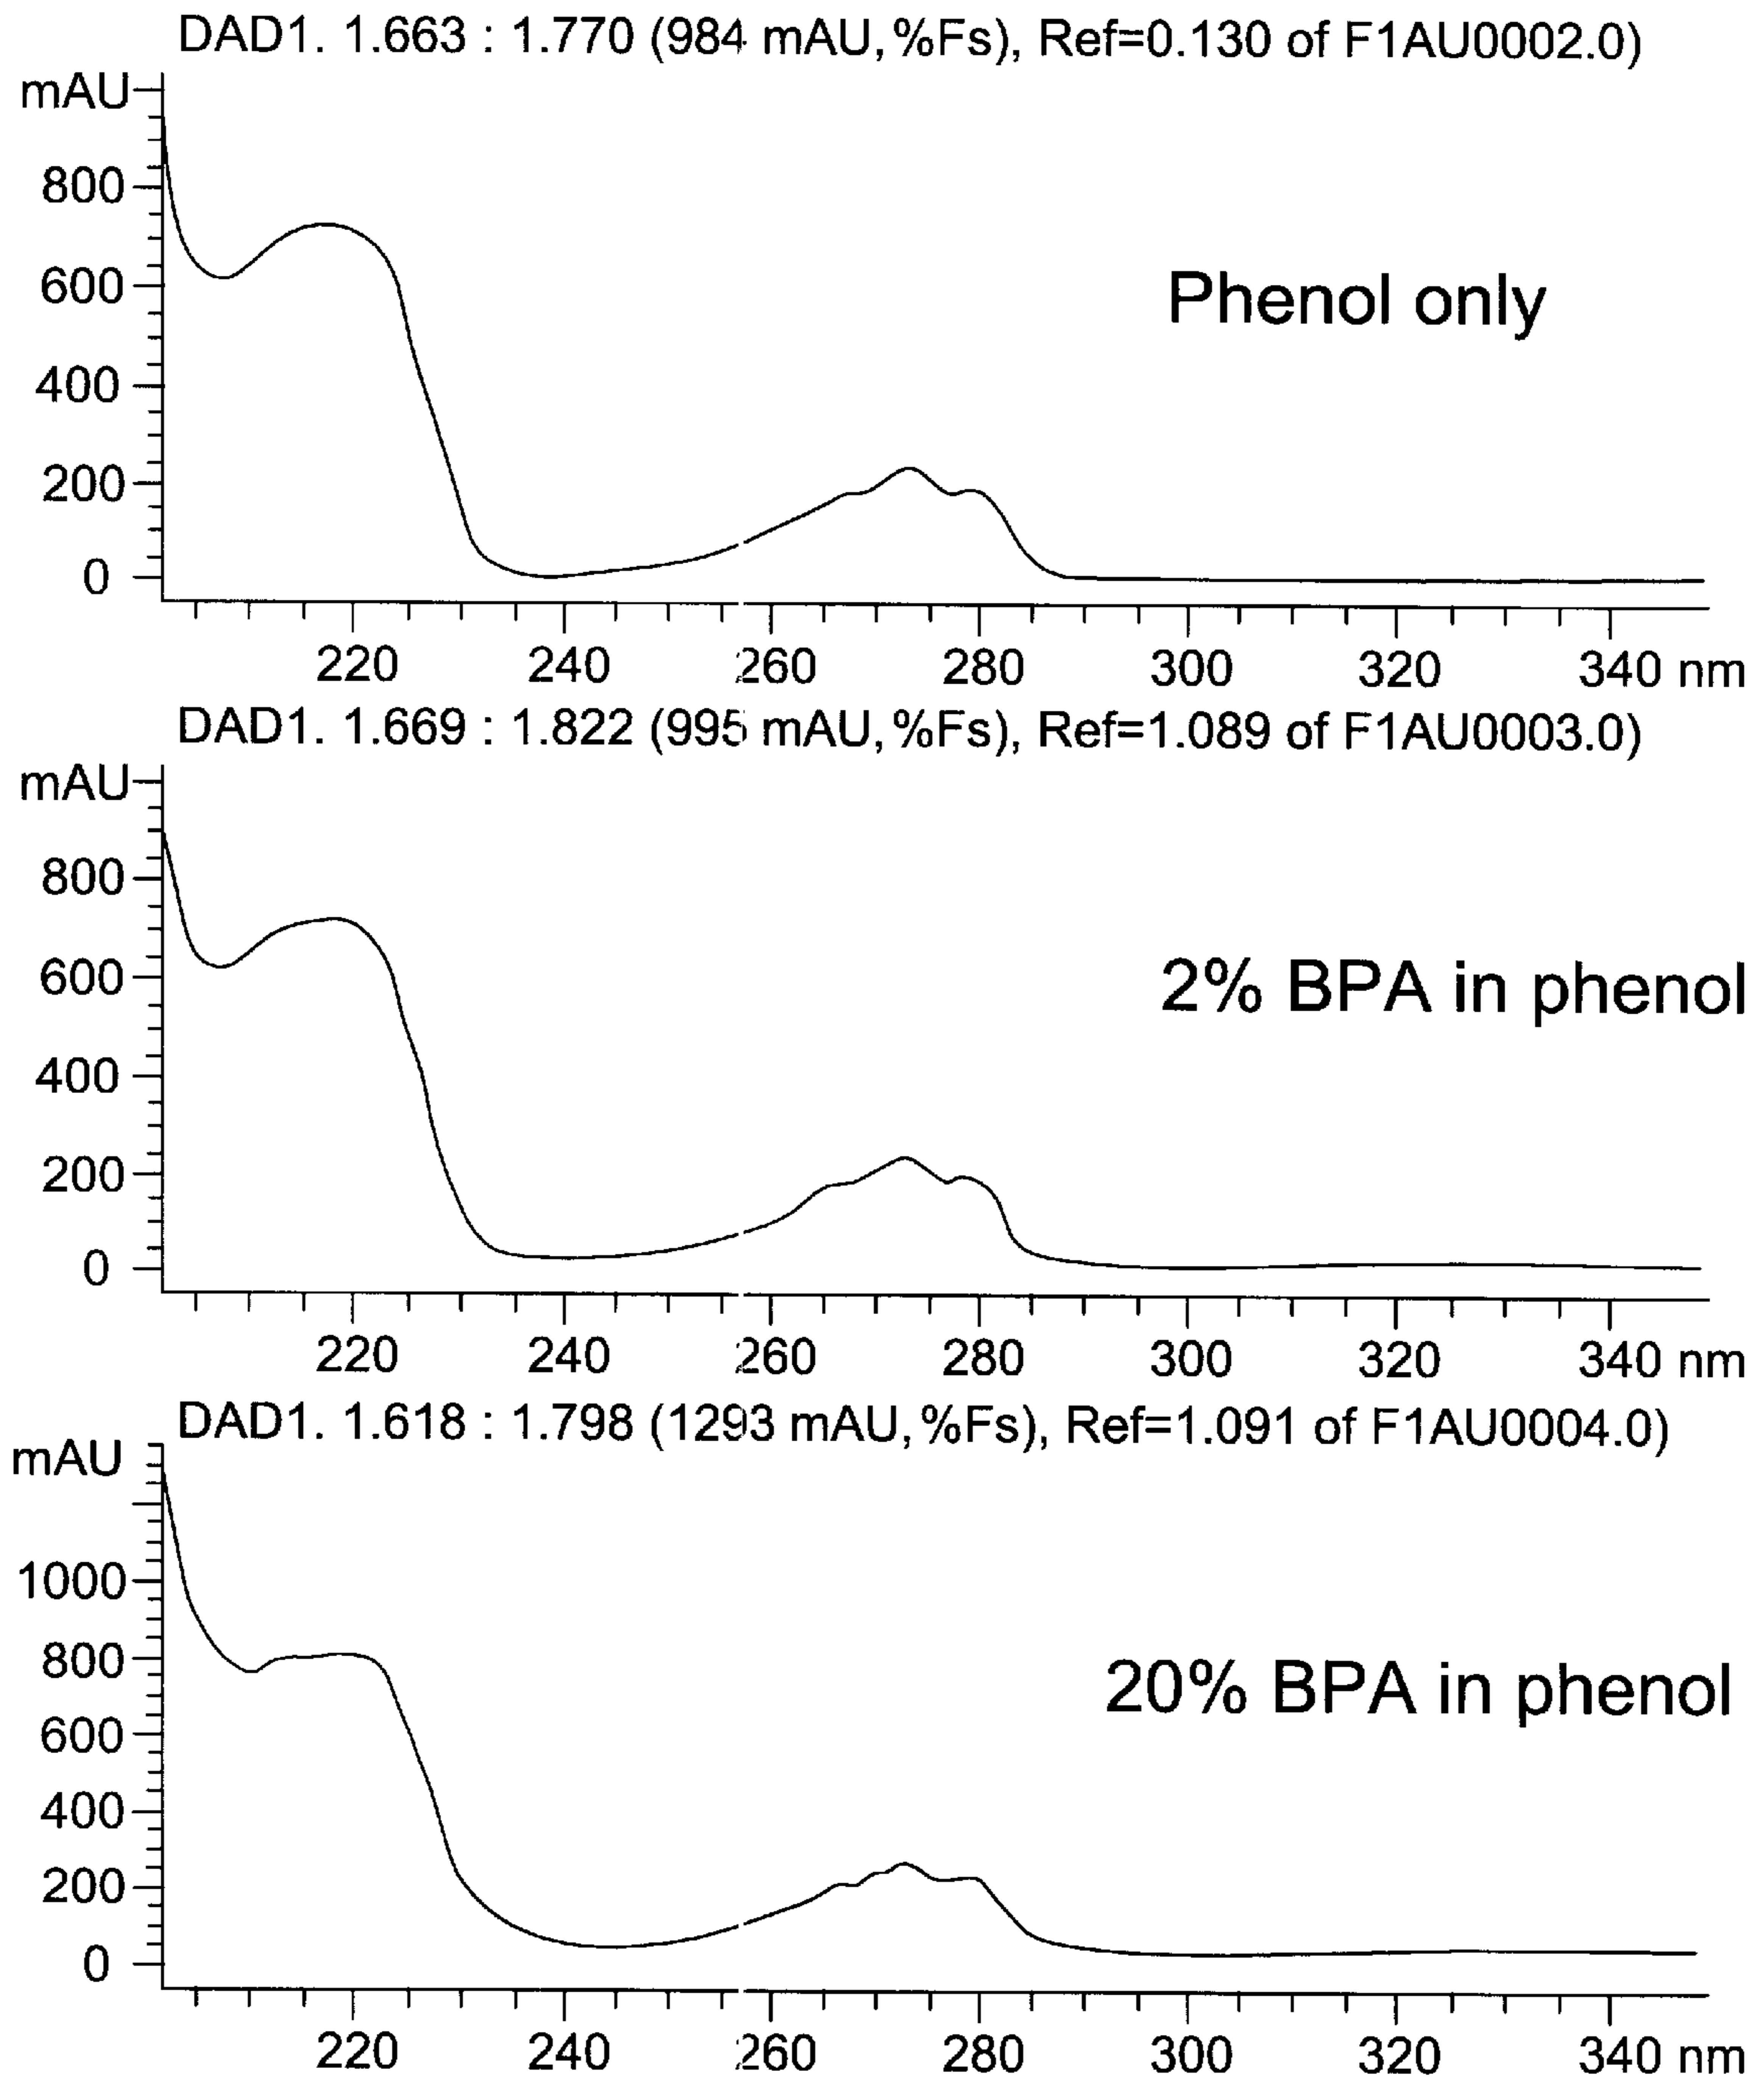 DAD1. 1.663 : 1.770 (984 mAU, %Fs), Ref=0.130 of F1AU0002.0)
mAU
800
600
Phenol only
400
200
0
220 240 260 280 300 320 340 nm
DAD1. 1.669 : 1.822 (995 mAU, %Fs), Ref=1.089 of F1AU0003.0)
mAU
800
600
2% BPA in phenol
400
200
0
220 240 260 280 300 320 340 nm
DAD1. 1.618 : 1.798 (1293 mAU, %Fs), Ref=1.091 of F1AU0004.0)
mAU
1000
800
20% BPA in phenol
600
400
200
0
220 240 260 280 300 320 340 nm